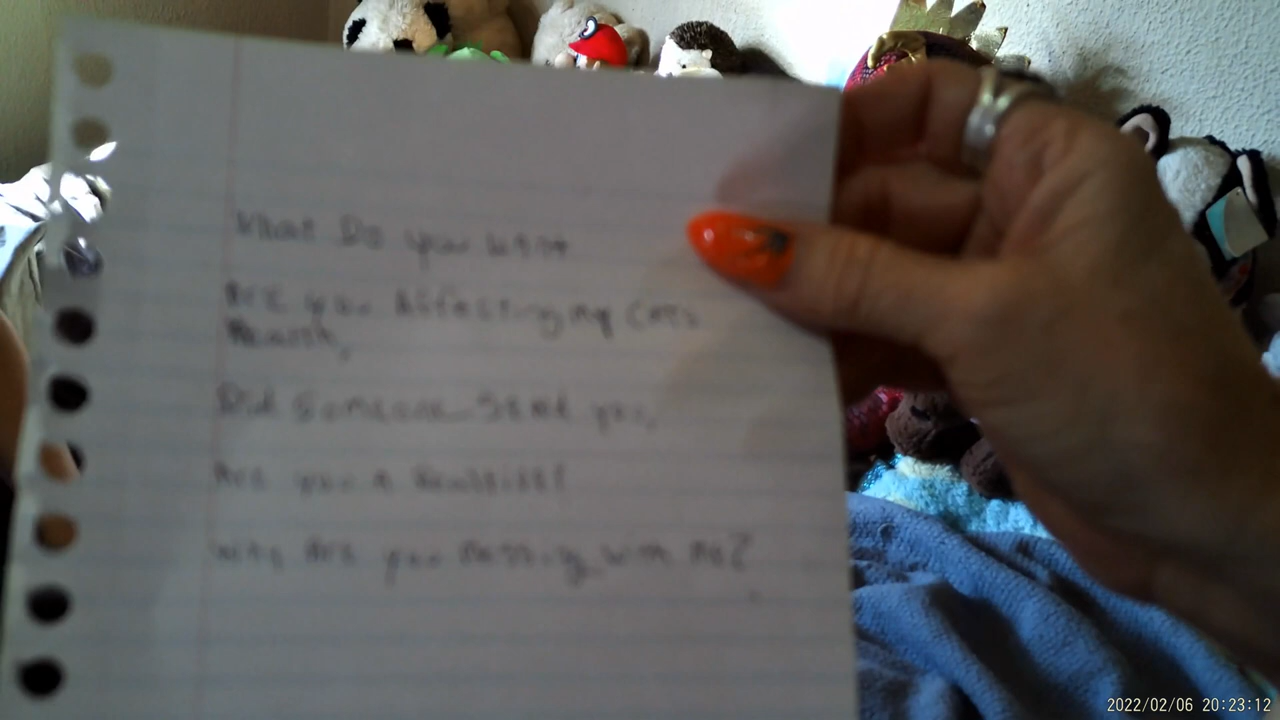 What Do you want
Are you Affecting my Cats
Health,
Did Someone Send you,
Are you A
Why Are you Messing with Me?
2022/02/06 20:23:12